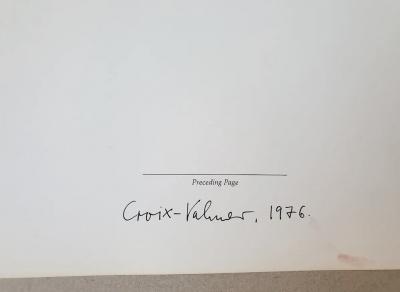 Preceding Page
Croix-Valmer, 1976.